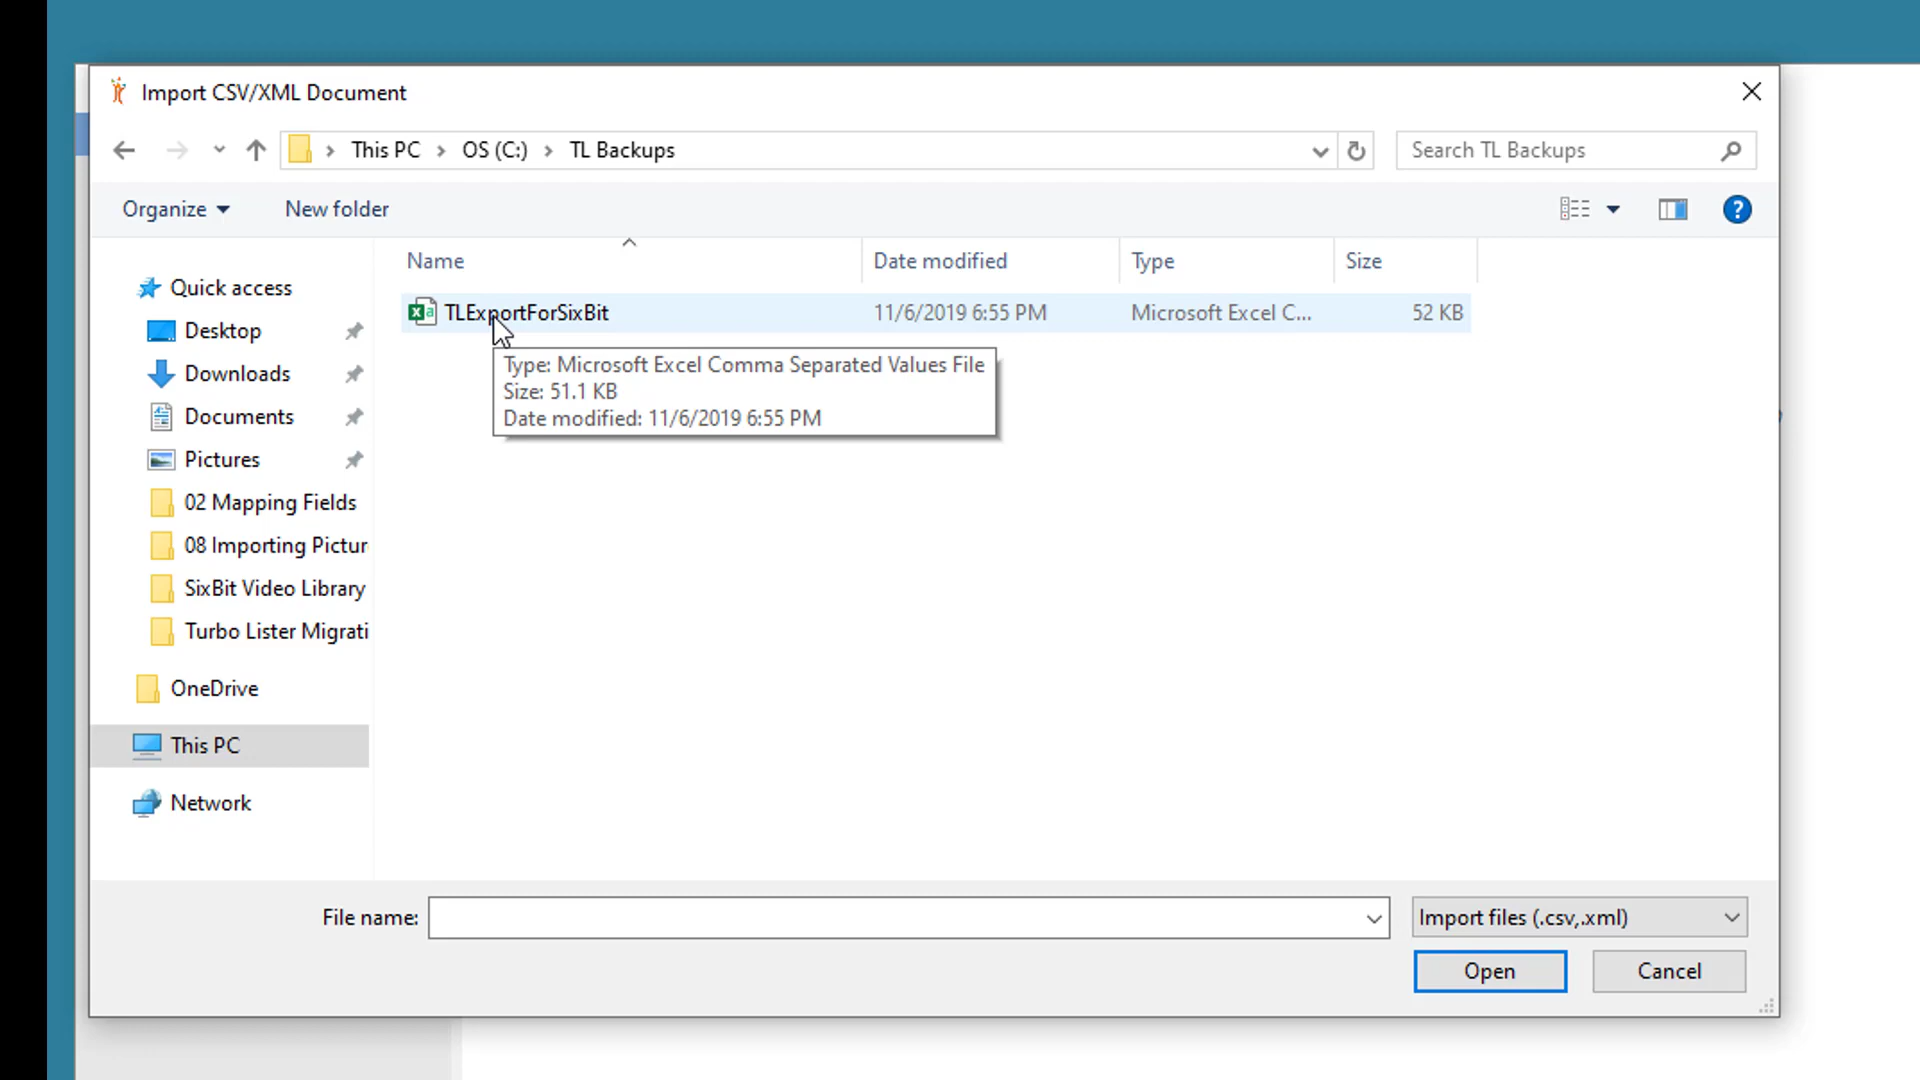 Import CSV/XML Document
This PC
OS (C:)
TL Backups
Search TL Backups
Organize
New folder
?
Name
Date modified
Type
Size
TLExportForSixBit
11/6/2019 6:55 PM
Microsoft Excel C...
52 KB
Type: Microsoft Excel Comma Separated Values File
Size: 51.1 KB
Date modified: 11/6/2019 6:55 PM
Quick access
Desktop
Downloads
Documents
Pictures
02 Mapping Fields
08 Importing Pictur
SixBit Video Library
Turbo Lister Migrati
OneDrive
This PC
Network
File name:
Import files (.csv,.xml)
Open
Cancel